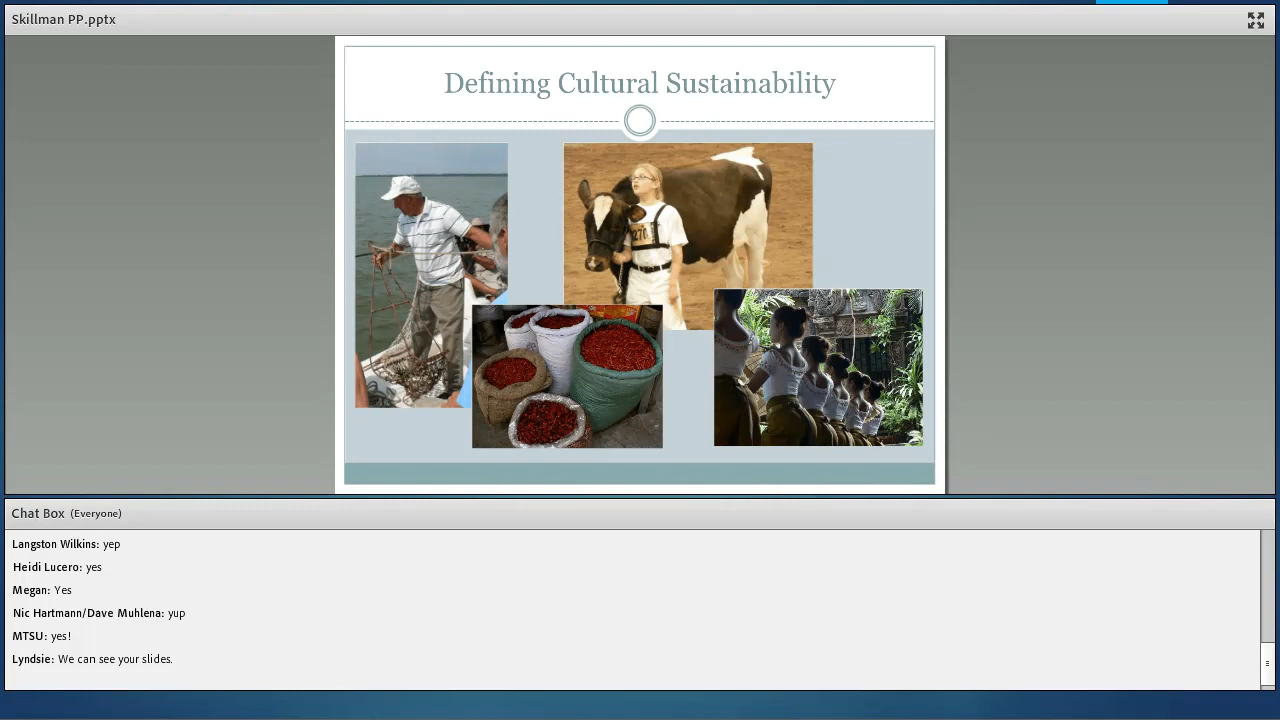 Skillman PP.pptx
Defining Cultural Sustainability
270
Chat Box (Everyone)
Langston Wilkins: yep
Heidi Lucero: yes
Megan: Yes
Nic Hartmann/Dave Muhlena: yup
MTSU: yes!
Lyndsie: We can see your slides.